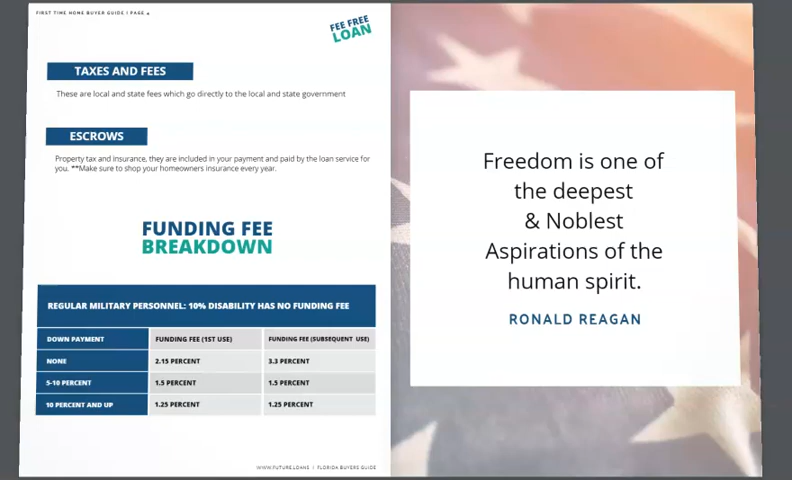 FIRST TIME HOME BUYER GUIDE | PAGE 4
FEE FREE
LOAN
TAXES AND FEES
These are local and state fees which go directly to the local and state government
ESCROWS
Property tax and insurance, they are included in your payment and paid by the loan service for
you. **Make sure to shop your homeowners insurance every year.
FUNDING FEE
BREAKDOWN
REGULAR MILITARY PERSONNEL: 10% DISABILITY HAS NO FUNDING FEE
DOWN PAYMENT FUNDING FEE (1ST USE) FUNDING FEE (SUBSEQUENT USE)
NONE 2.15 PERCENT 3.3 PERCENT
5-10 PERCENT 1.5 PERCENT 1.5 PERCENT
10 PERCENT AND UP 1.25 PERCENT 1.25 PERCENT
WWW.FUTURE.LOANS / FLORIDA BUYERS GUIDE
Freedom is one of
the deepest
& Noblest
Aspirations of the
human spirit.
RONALD REAGAN